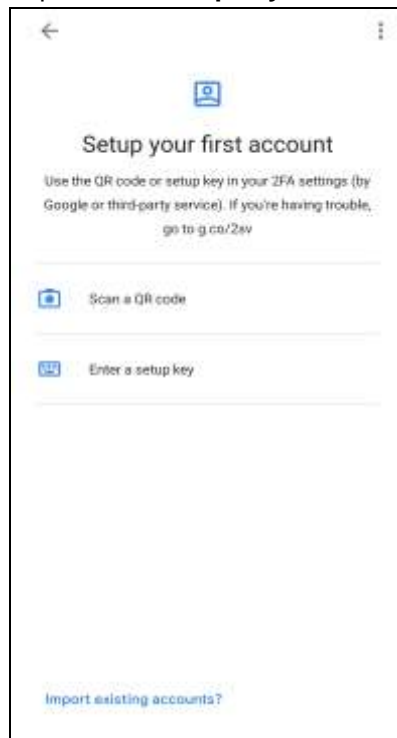 Setup your first account
Use the QR code or setup key in your 2FA settings (by
Google or third-party service). If you're having trouble,
go to g.co/2sv
Scan a QR code
Enter a setup key
Import existing accounts?